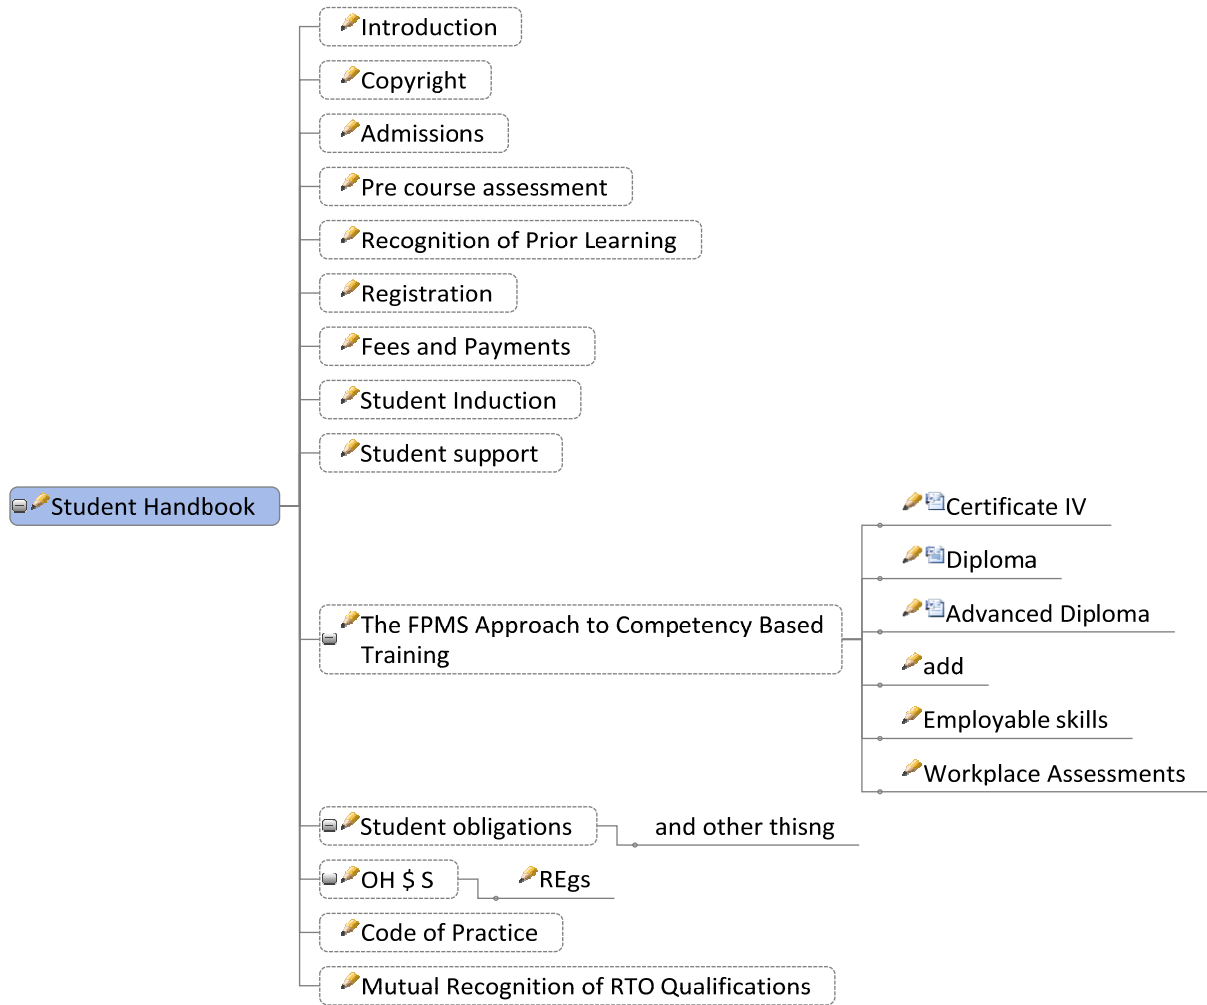 Introduction
Copyright
Admissions
Pre course assessment
Recognition of Prior Learning
Registration
Fees and Payments
Student Induction
Student support
Student Handbook
The FPMS Approach to Competency Based
Training
Certificate IV
Diploma
Advanced Diploma
add
Employable skills
Workplace Assessments
Student obligations
and other thisng
OH $ S
REgs
Code of Practice
Mutual Recognition of RTO Qualifications